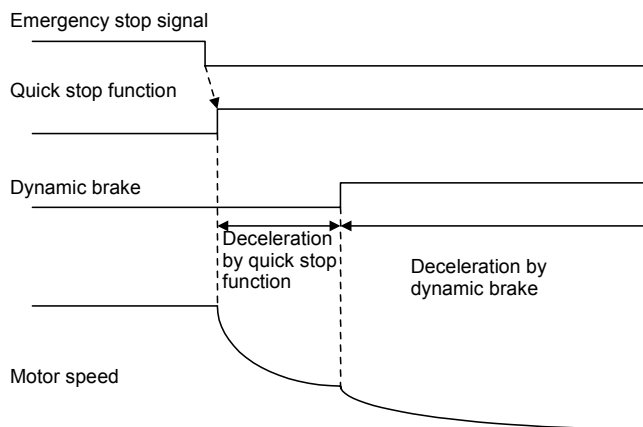 Emergency stop signal
Quick stop function
Dynamic brake
Deceleration
by quick stop
function
Deceleration by
dynamic brake
Motor speed